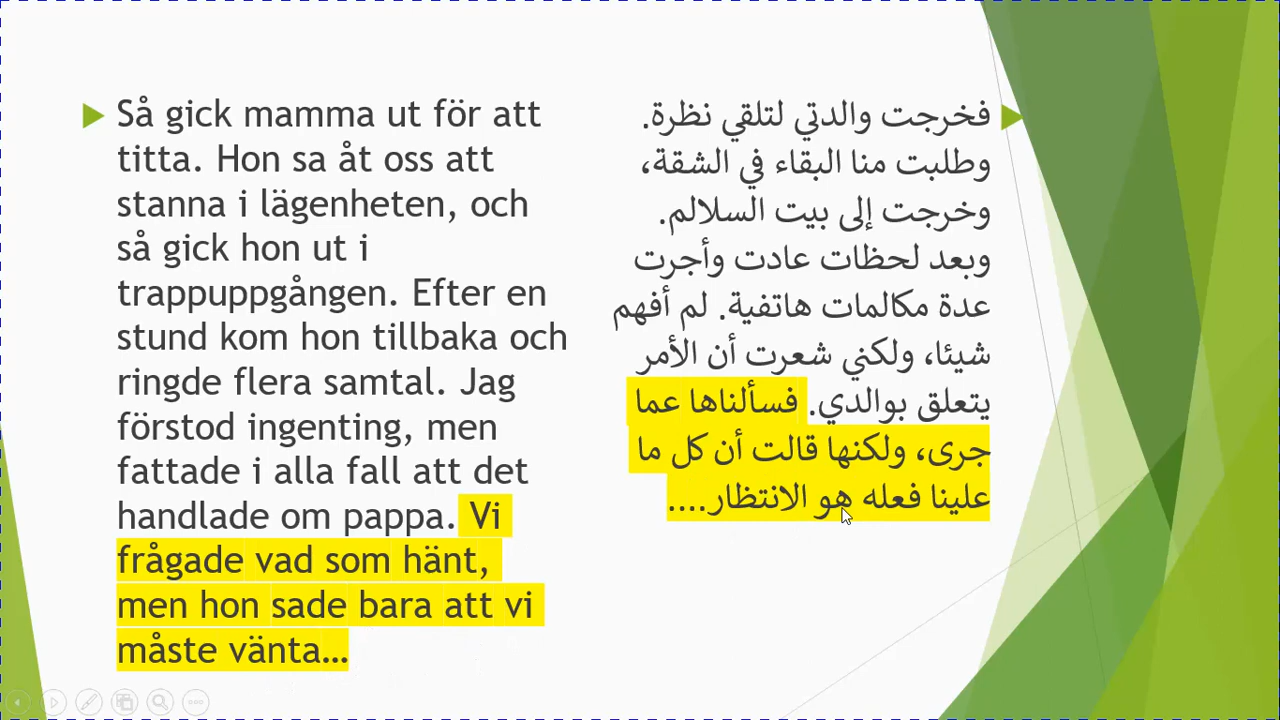 Så gick mamma ut för att
titta. Hon sa åt oss att
stanna i lägenheten, och
så gick hon ut i
trappuppgången. Efter en
stund kom hon tillbaka och
ringde flera samtal. Jag
förstod ingenting, men
fattade i alla fall att det
handlade om pappa. Vi
frågade vad som hänt,
men hon sade bara att vi
måste vänta…
فخرجت والدتي لتلقي نظرة.
وطلبت منا البقاء في الشقة،
وخرجت إلى بيت السلالم.
وبعد لحظات عادت وأجرت
عدة مكالمات هاتفية. لم أفهم
شيئا، ولكني شعرت أن الأمر
يتعلق بوالدي. فسألناها عما
جرى، ولكنها قالت أن كل ما
علينا فعله هو الانتظار....